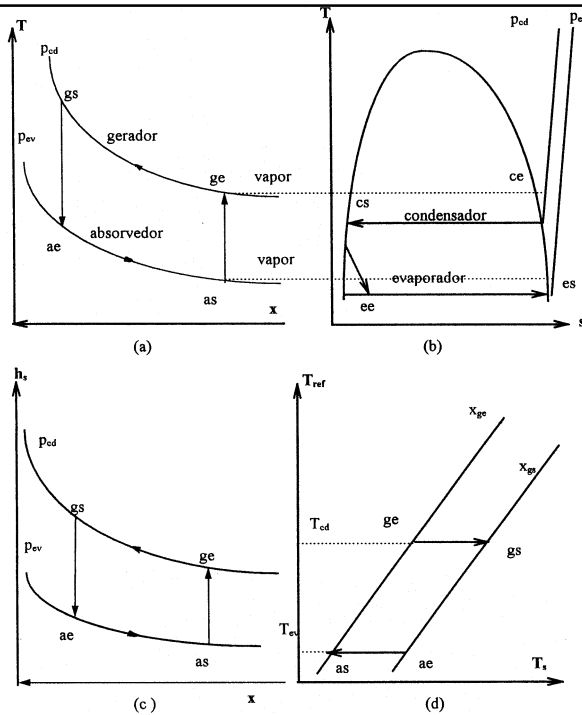 T
p_cd
gs
p_ev
gerador
ge
vapor
absorvedor
vapor
ae
as
x
(a)
T
p_cd
p_e
ce
cs
condensador
evaporador
es
ee
s
(b)
h_s
p_cd
gs
p_ev
ge
ae
as
x
(c )
T_ref
x_ge
x_gs
T_cd
ge
gs
T_ev
as
ae
T_s
(d)